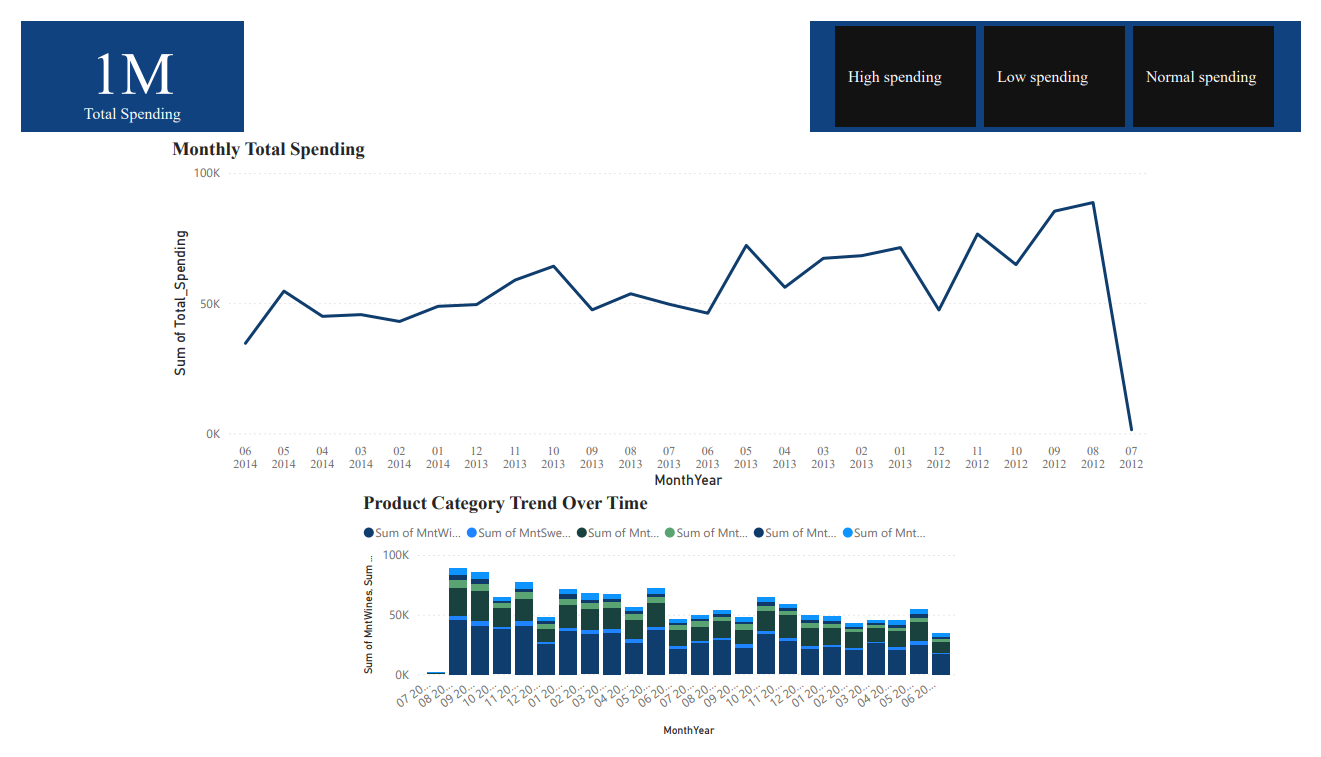 1M
Total Spending
High spending
Low spending
Normal spending
Monthly Total Spending
100K
50K
0K
Sum of Total_Spending
06 2014
05 2014
04 2014
03 2014
02 2014
01 2014
12 2013
11 2013
10 2013
09 2013
08 2013
07 2013
06 2013
05 2013
04 2013
03 2013
02 2013
01 2013
12 2012
11 2012
10 2012
09 2012
08 2012
07 2012
MonthYear
Product Category Trend Over Time
Sum of MntWi... Sum of MntSwe... Sum of Mnt... Sum of Mnt... Sum of Mnt... Sum of Mnt...
100K
50K
0K
Sum of MntWines, Sum ...
07 20...
08 20...
09 20...
10 20...
11 20...
12 20...
01 20...
02 20...
03 20...
04 20...
05 20...
06 20...
07 20...
08 20...
09 20...
10 20...
11 20...
12 20...
01 20...
02 20...
03 20...
04 20...
05 20...
06 20...
MonthYear